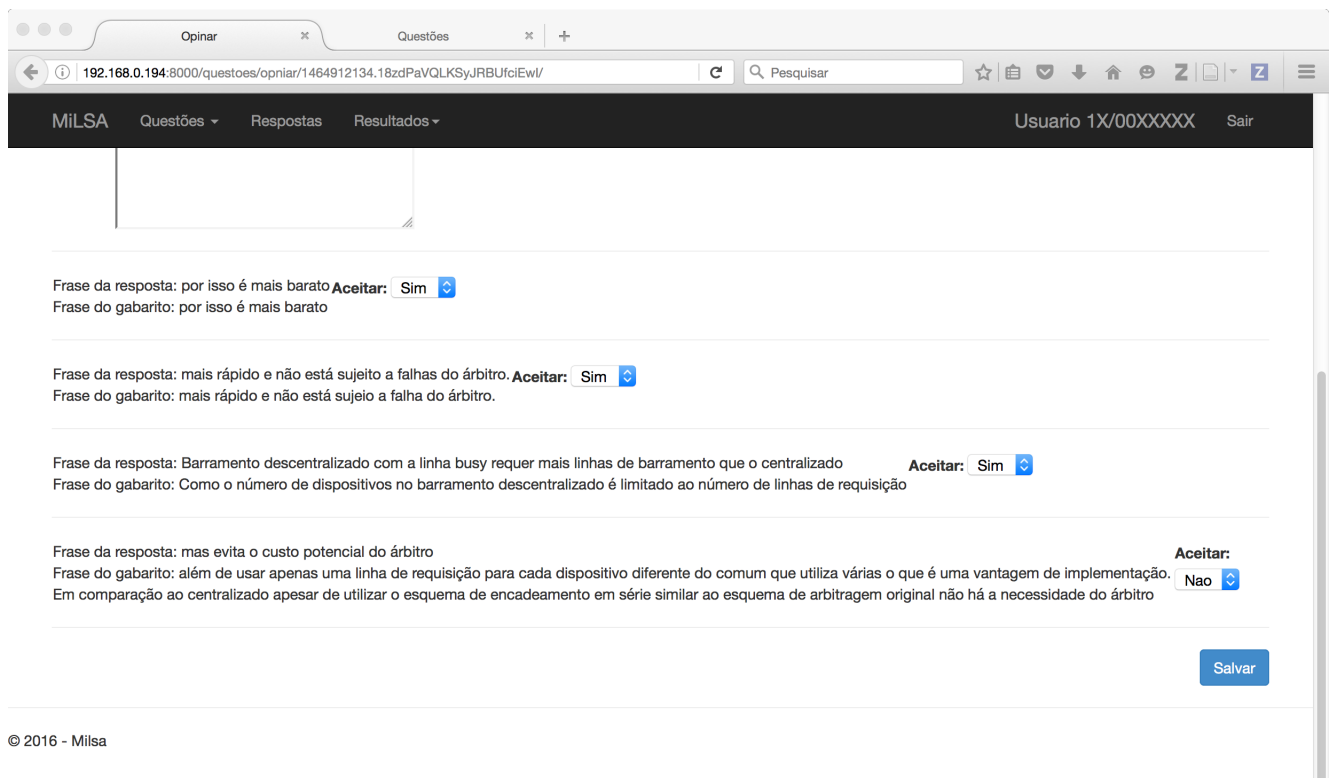 Opinar
Questões
192.168.0.194:8000/questoes/opniar/1464912134.18zdPaVQLKSyJRBUfciEwI/
Pesquisar
MiLSA Questões Respostas Resultados Usuario 1X/00XXXXX Sair
Frase da resposta: por isso é mais barato Aceitar: Sim
Frase do gabarito: por isso é mais barato
Frase da resposta: mais rápido e não está sujeito a falhas do árbitro. Aceitar: Sim
Frase do gabarito: mais rápido e não está sujeio a falha do árbitro.
Frase da resposta: Barramento descentralizado com a linha busy requer mais linhas de barramento que o centralizado Aceitar: Sim
Frase do gabarito: Como o número de dispositivos no barramento descentralizado é limitado ao número de linhas de requisição
Frase da resposta: mas evita o custo potencial do árbitro Aceitar:
Frase do gabarito: além de usar apenas uma linha de requisição para cada dispositivo diferente do comum que utiliza várias o que é uma vantagem de implementação. Nao
Em comparação ao centralizado apesar de utilizar o esquema de encadeamento em série similar ao esquema de arbitragem original não há a necessidade do árbitro
Salvar
© 2016 - Milsa